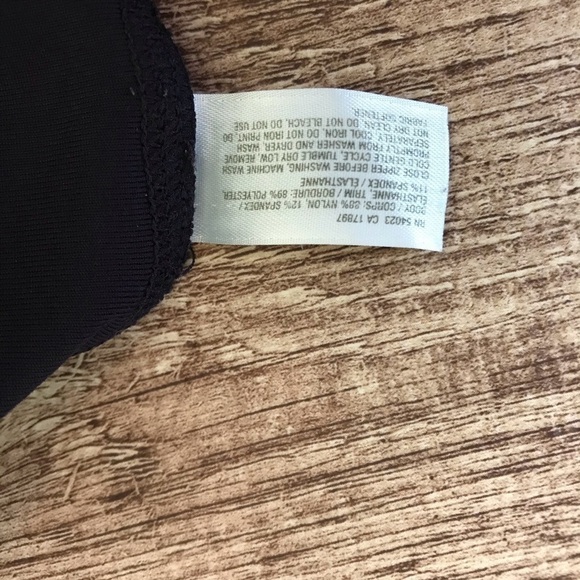 RN 54023 CA 17897
BODY / CORPS: 88% NYLON, 12% SPANDEX /
ELASTHANNE, TRIM / BORDURE: 89% POLYESTER,
11% SPANDEX / ELASTHANNE
CLOSE ZIPPER BEFORE WASHING, MACHINE WASH
COLD GENTLE CYCLE, TUMBLE DRY LOW, REMOVE
PROMPTLY FROM WASHER AND DRYER, WASH
SEPARATELY, COOL IRON, DO NOT IRON PRINT, DO
NOT DRY CLEAN, DO NOT BLEACH, DO NOT USE
FABRIC SOFTENER.